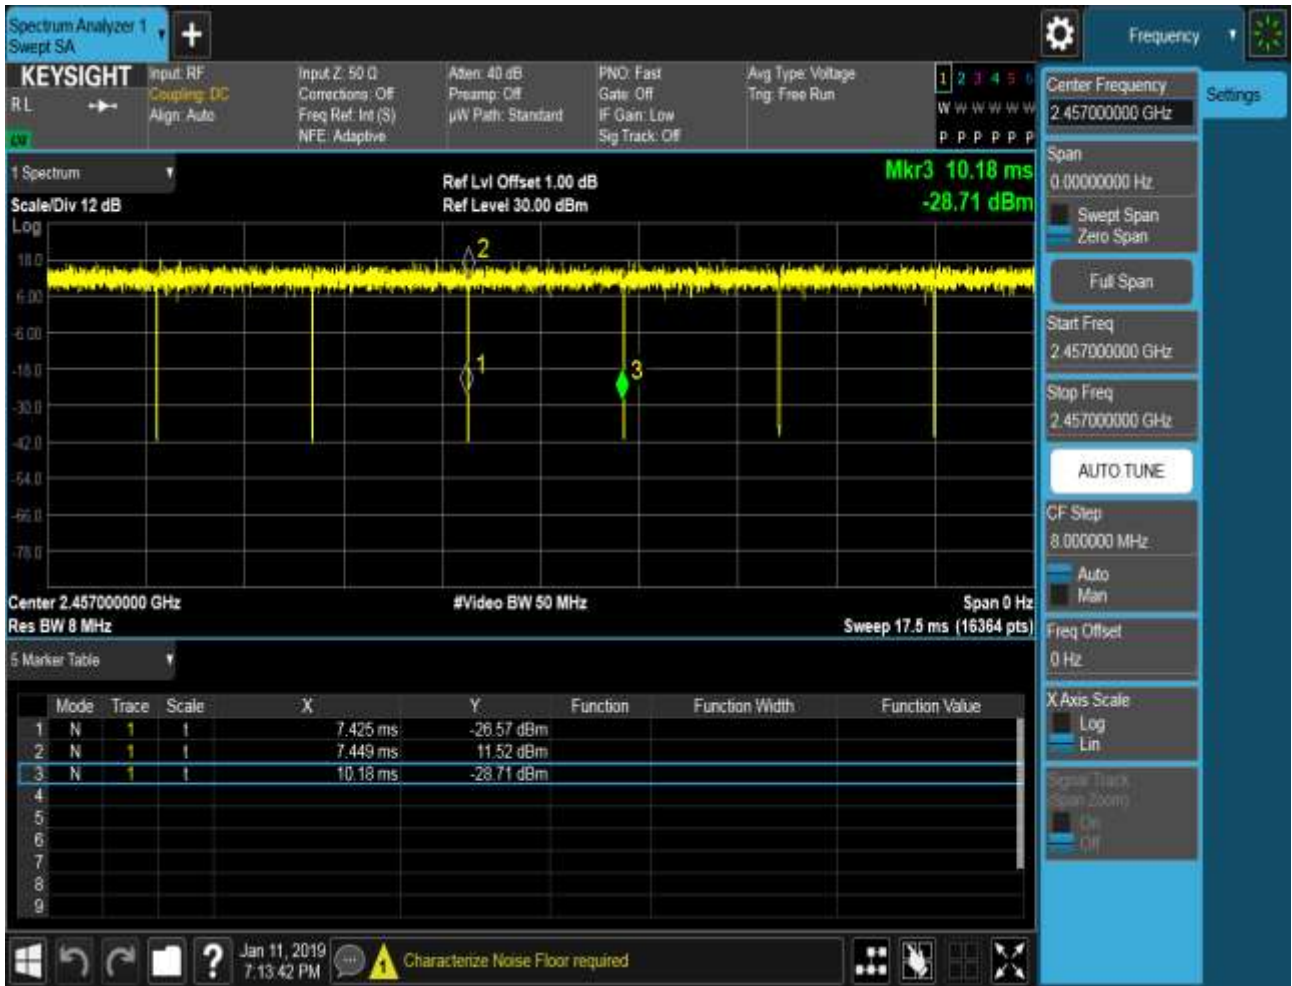 Spectrum Analyzer 1
Swept SA
Frequency
KEYSIGHT
RL
Input: RF
Coupling: DC
Align: Auto
Input Z: 50 Ω
Corrections: Off
Freq Ref: Int (S)
NFE: Adaptive
Atten: 40 dB
Preamp: Off
µW Path: Standard
PNO: Fast
Gate: Off
IF Gain: Low
Sig Track: Off
Avg Type: Voltage
Trig: Free Run
1 2 3 4 5 6
W W W W W W
P P P P P P
1 Spectrum
Scale/Div 12 dB
Ref Lvl Offset 1.00 dB
Ref Level 30.00 dBm
Mkr3 10.18 ms
-28.71 dBm
Log
18.0
6.00
-6.00
-18.0
-30.0
-42.0
-54.0
-66.0
-78.0
2
1
3
Center 2.457000000 GHz
Res BW 8 MHz
#Video BW 50 MHz
Span 0 Hz
Sweep 17.5 ms (16364 pts)
5 Marker Table
Mode Trace Scale X Y Function Function Width Function Value
1 N 1 t 7.425 ms -26.57 dBm
2 N 1 t 7.449 ms 11.52 dBm
3 N 1 t 10.18 ms -28.71 dBm
4
5
6
7
8
9
Settings
Center Frequency
2.457000000 GHz
Span
0.00000000 Hz
Swept Span
Zero Span
Full Span
Start Freq
2.457000000 GHz
Stop Freq
2.457000000 GHz
AUTO TUNE
CF Step
8.000000 MHz
Auto
Man
Freq Offset
0 Hz
X Axis Scale
Log
Lin
Signal Track
(Span Zoom)
On
Off
?
Jan 11, 2019
7:13:42 PM
1
Characterize Noise Floor required